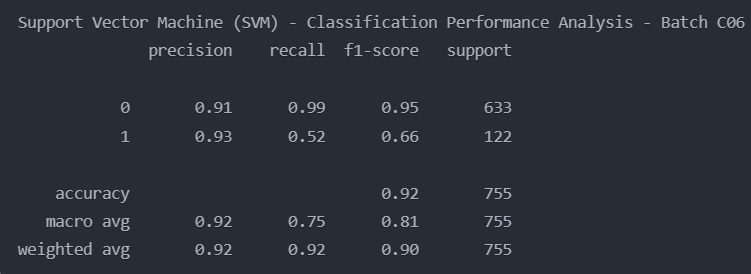 Support Vector Machine (SVM) - Classification Performance Analysis - Batch C06
precision recall f1-score support
0 0.91 0.99 0.95 633
1 0.93 0.52 0.66 122
accuracy 0.92 755
macro avg 0.92 0.75 0.81 755
weighted avg 0.92 0.92 0.90 755